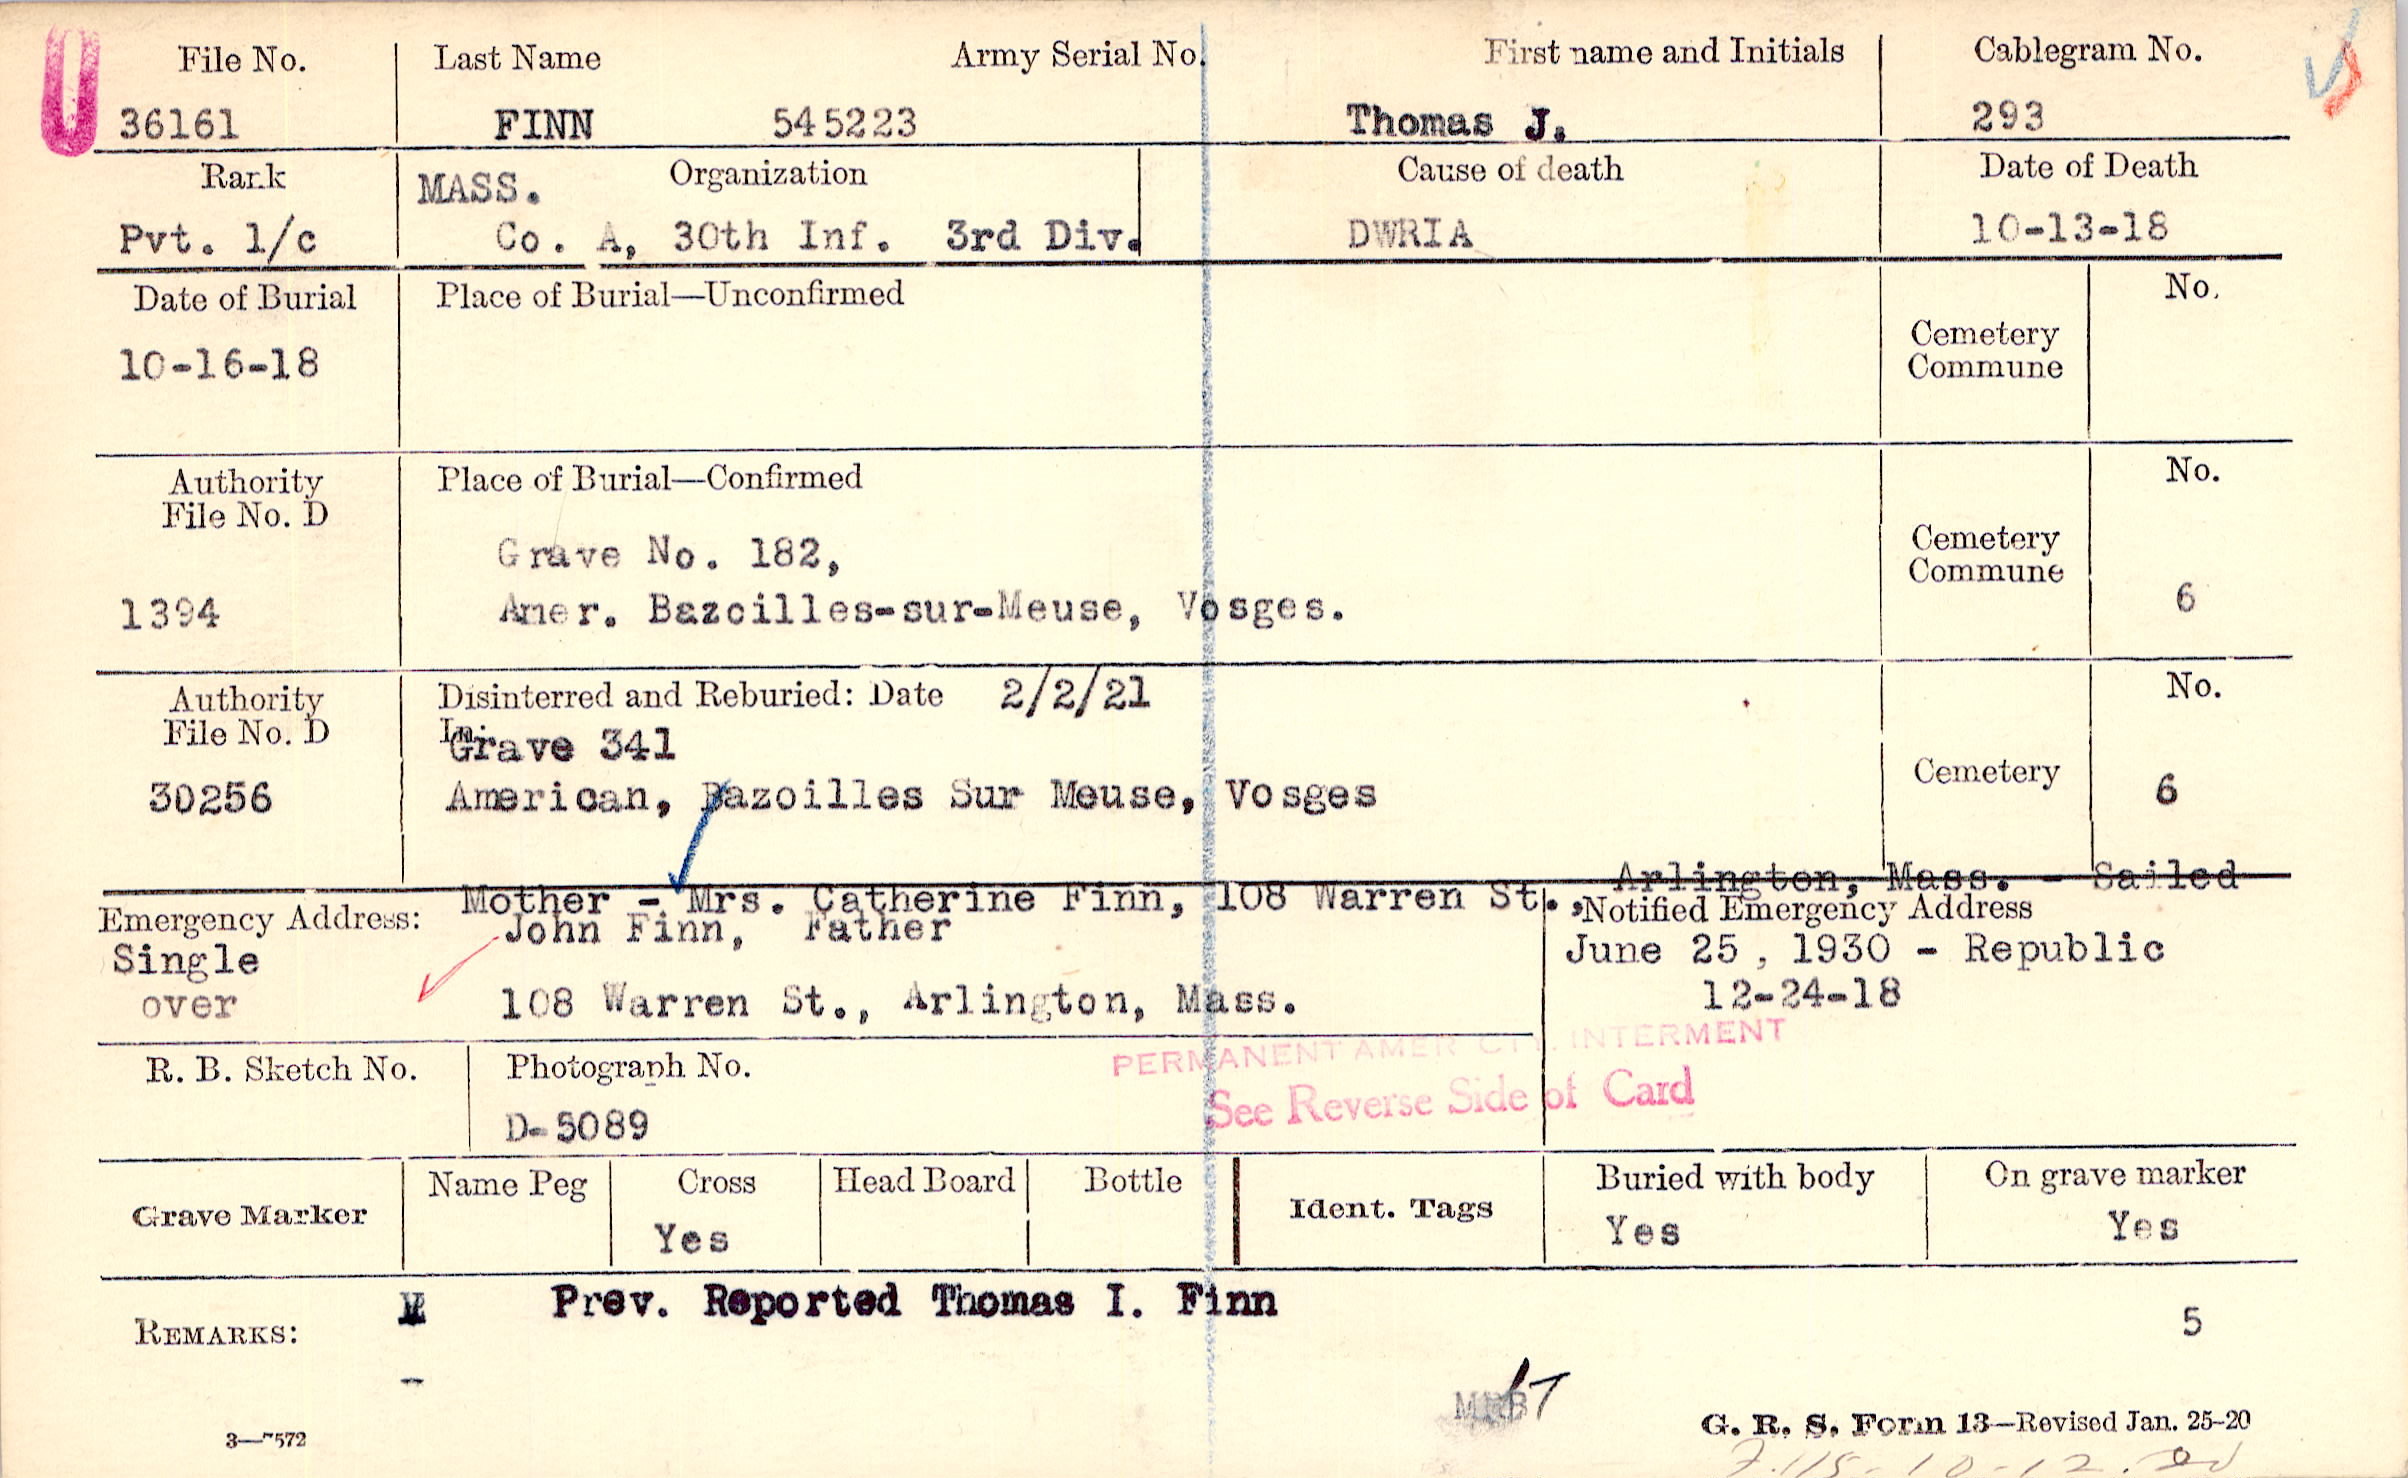 File No. Last Name Army Serial No. First name and Initials Cablegram No.
36161 FINN 545223 Thomas J. 293
Rank MASS. Organization Cause of death Date of Death
Pvt. 1/c Co. A, 30th Inf. 3rd Div. DWRIA 10-13-18
Date of Burial Place of Burial—Unconfirmed No.
10-16-18 Cemetery
Commune
Authority Place of Burial—Confirmed No.
File No. D
Grave No. 182, Cemetery
Commune
1394 Amer. Bazoilles-sur-Meuse, Vosges. 6
Authority Disinterred and Reburied: Date 2/2/21 No.
File No. D In:
Grave 341
Cemetery
30256 American, Bazoilles Sur Meuse, Vosges 6
Mother - Mrs. Catherine Finn, 108 Warren St., Arlington, Mass. - Sailed
Emergency Address: John Finn, Father Notified Emergency Address
Single June 25, 1930 - Republic
over 108 Warren St., Arlington, Mass. 12-24-18
PERMANENT AMER CTY. INTERMENT
R. B. Sketch No. Photograph No. See Reverse Side of Card
D-5089
Grave Marker Name Peg Cross Head Board Bottle Ident. Tags Buried with body On grave marker
Yes Yes Yes
REMARKS: Prev. Reported Thomas I. Finn 5
3—7572 G. R. S. Form 13—Revised Jan. 25-20